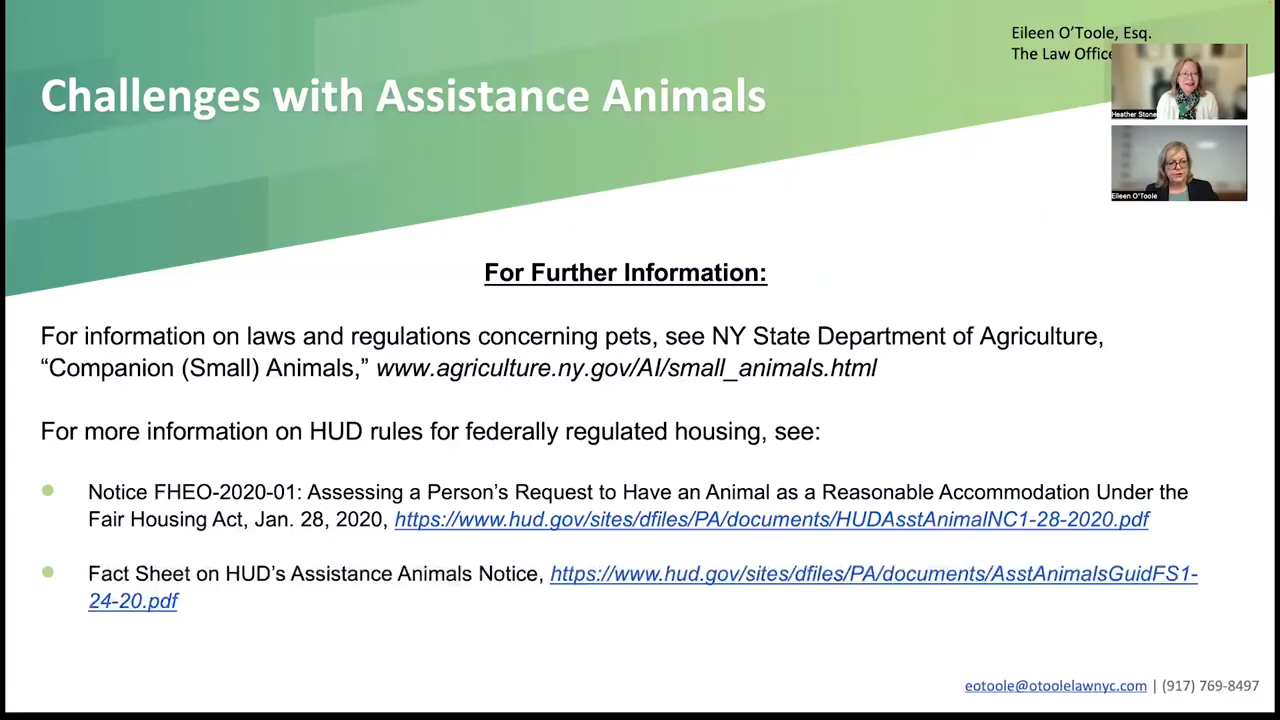 Eileen O’Toole, Esq.
The Law Office
Challenges with Assistance Animals
Heather Stone
Eileen O'Toole
For Further Information:
For information on laws and regulations concerning pets, see NY State Department of Agriculture,
“Companion (Small) Animals,” www.agriculture.ny.gov/AI/small_animals.html
For more information on HUD rules for federally regulated housing, see:
Notice FHEO-2020-01: Assessing a Person’s Request to Have an Animal as a Reasonable Accommodation Under the
Fair Housing Act, Jan. 28, 2020, https://www.hud.gov/sites/dfiles/PA/documents/HUDAsstAnimalNC1-28-2020.pdf
Fact Sheet on HUD’s Assistance Animals Notice, https://www.hud.gov/sites/dfiles/PA/documents/AsstAnimalsGuidFS1-
24-20.pdf
eotoole@otoolelawnyc.com | (917) 769-8497